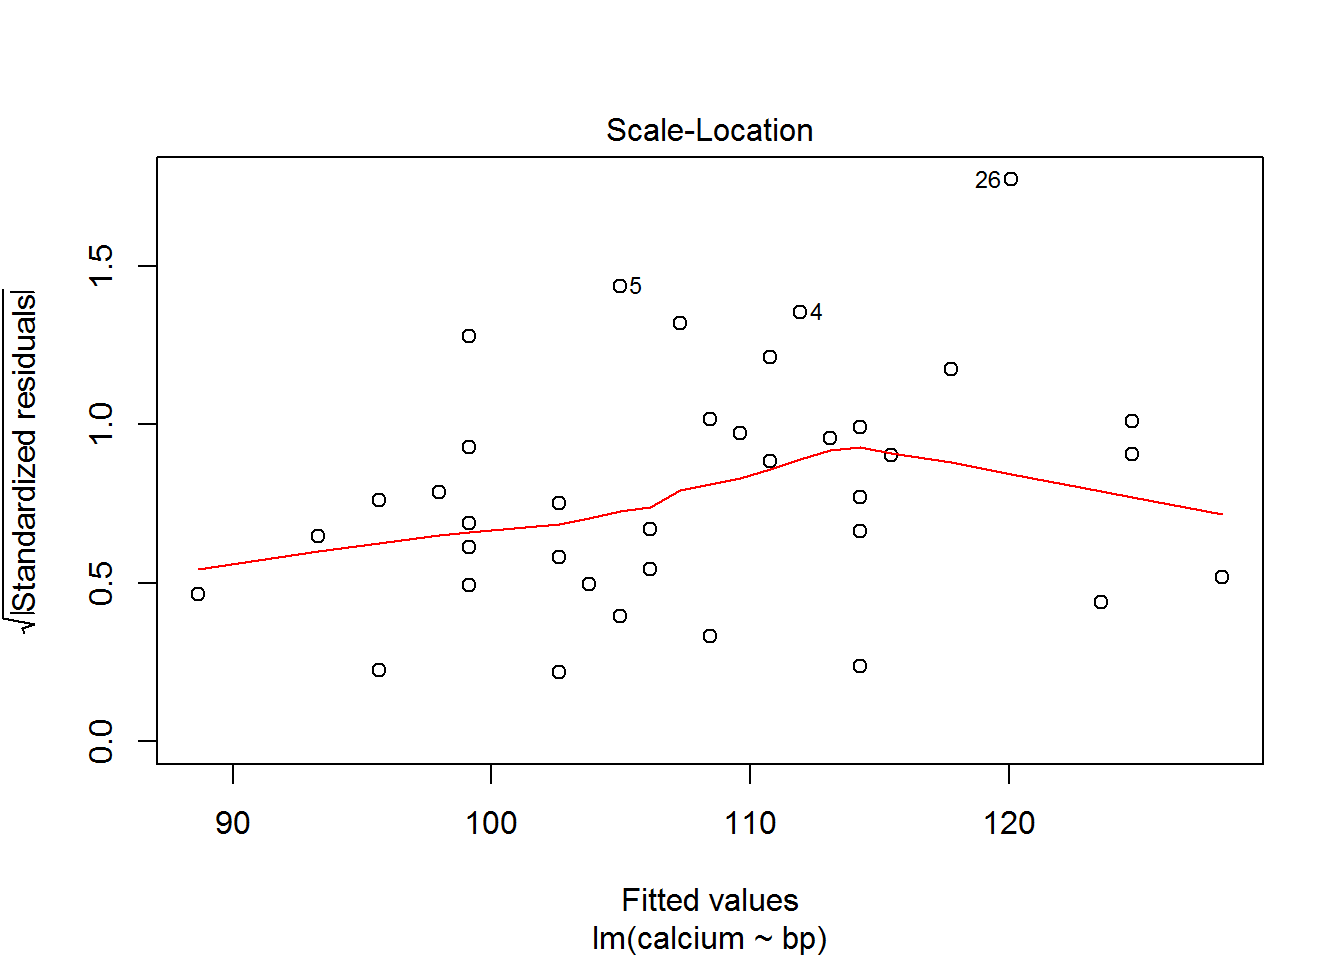 Scale-Location
26
5
4
√|Standardized residuals|
1.5
1.0
0.5
0.0
90 100 110 120
Fitted values
lm(calcium ~ bp)